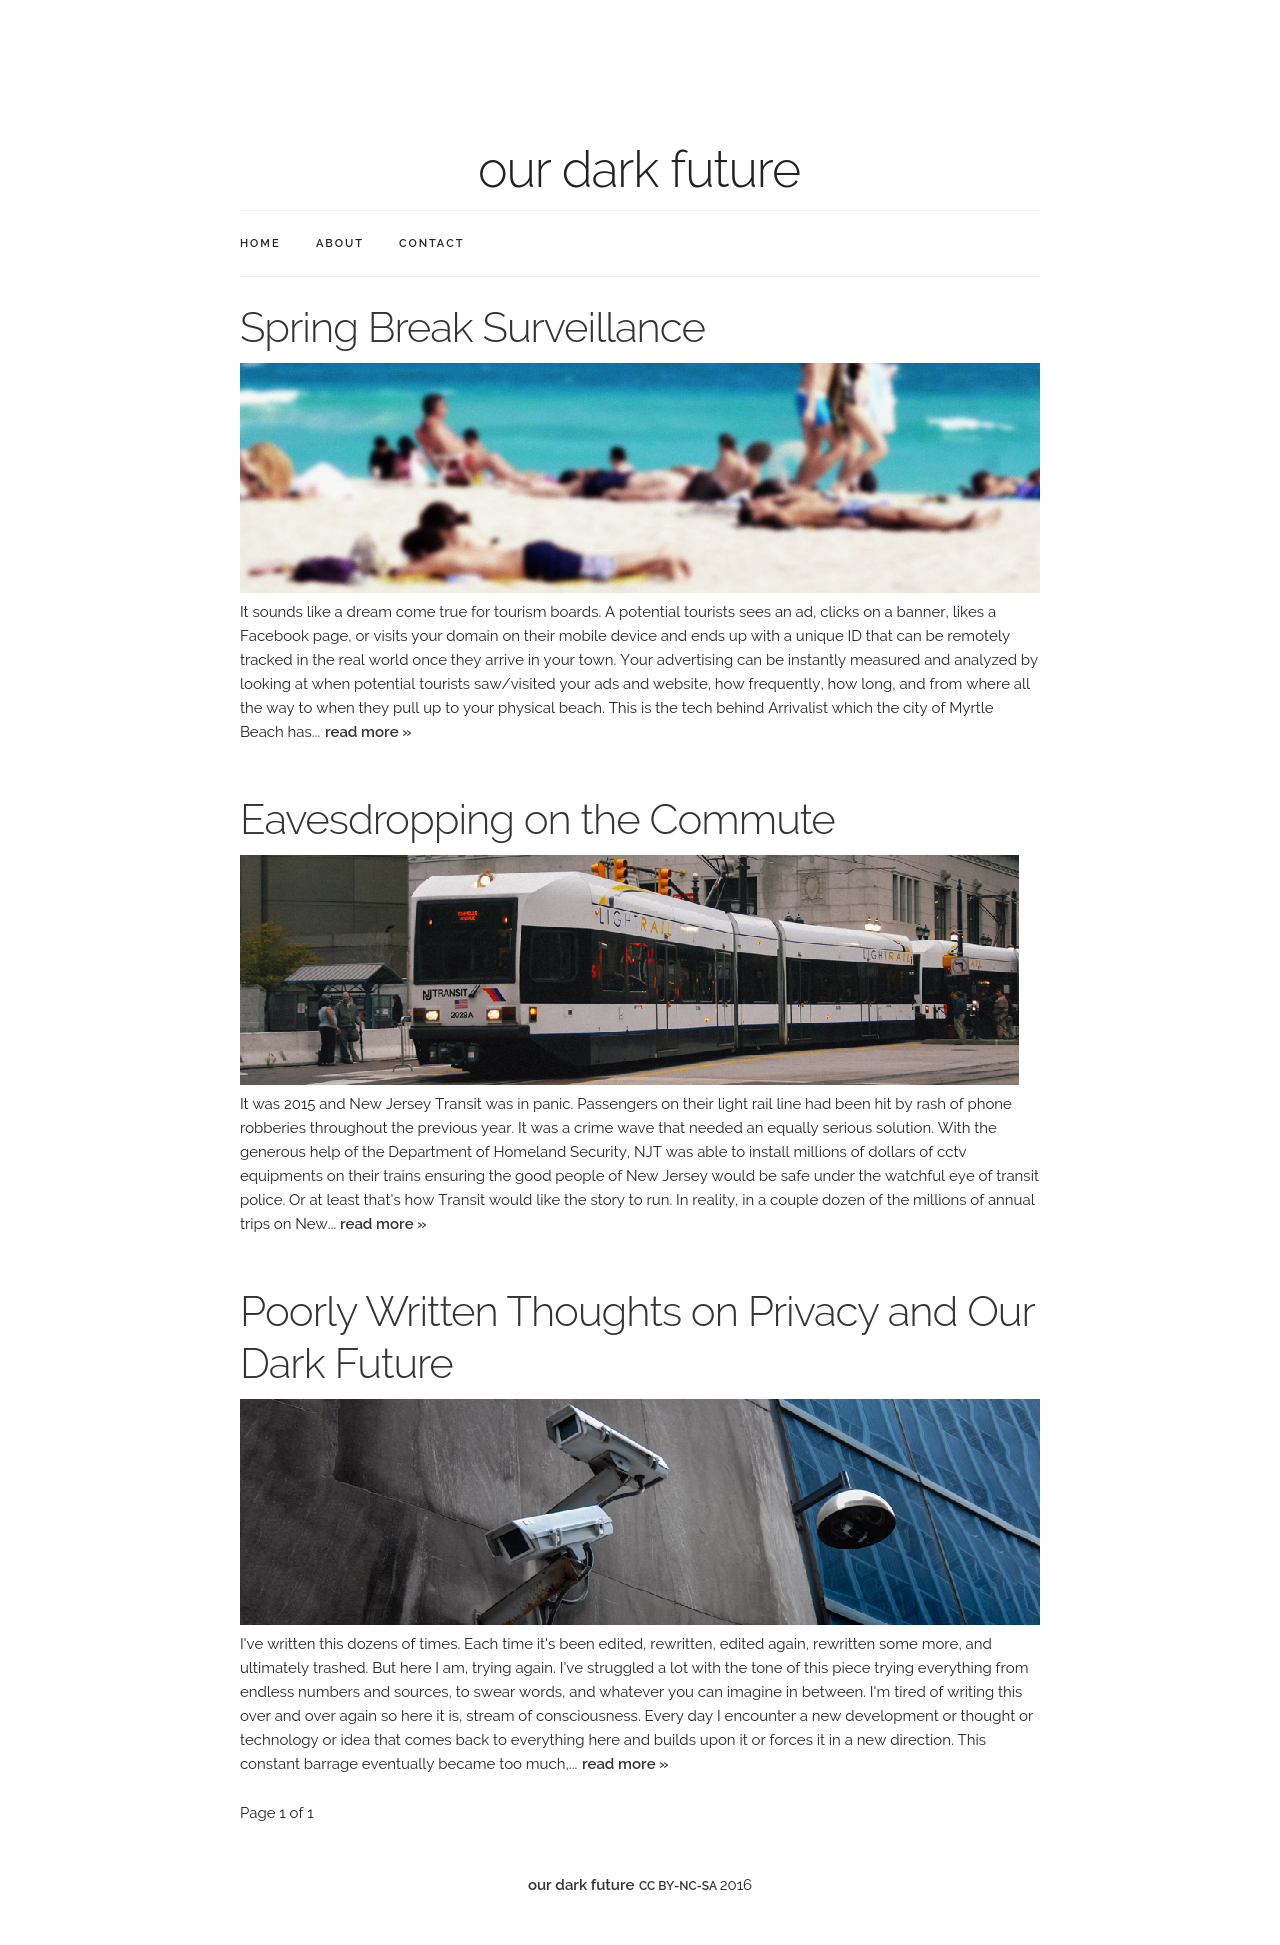 our dark future
HOME ABOUT CONTACT
Spring Break Surveillance
It sounds like a dream come true for tourism boards. A potential tourists sees an ad, clicks on a banner, likes a
Facebook page, or visits your domain on their mobile device and ends up with a unique ID that can be remotely
tracked in the real world once they arrive in your town. Your advertising can be instantly measured and analyzed by
looking at when potential tourists saw/visited your ads and website, how frequently, how long, and from where all
the way to when they pull up to your physical beach. This is the tech behind Arrivalist which the city of Myrtle
Beach has... read more »
Eavesdropping on the Commute
LIGHTRAIL
LIGHTRAIL
NJTRANSIT
2029A
It was 2015 and New Jersey Transit was in panic. Passengers on their light rail line had been hit by rash of phone
robberies throughout the previous year. It was a crime wave that needed an equally serious solution. With the
generous help of the Department of Homeland Security, NJT was able to install millions of dollars of cctv
equipments on their trains ensuring the good people of New Jersey would be safe under the watchful eye of transit
police. Or at least that's how Transit would like the story to run. In reality, in a couple dozen of the millions of annual
trips on New... read more »
Poorly Written Thoughts on Privacy and Our
Dark Future
I've written this dozens of times. Each time it's been edited, rewritten, edited again, rewritten some more, and
ultimately trashed. But here I am, trying again. I've struggled a lot with the tone of this piece trying everything from
endless numbers and sources, to swear words, and whatever you can imagine in between. I'm tired of writing this
over and over again so here it is, stream of consciousness. Every day I encounter a new development or thought or
technology or idea that comes back to everything here and builds upon it or forces it in a new direction. This
constant barrage eventually became too much,... read more »
Page 1 of 1
our dark future CC BY-NC-SA 2016